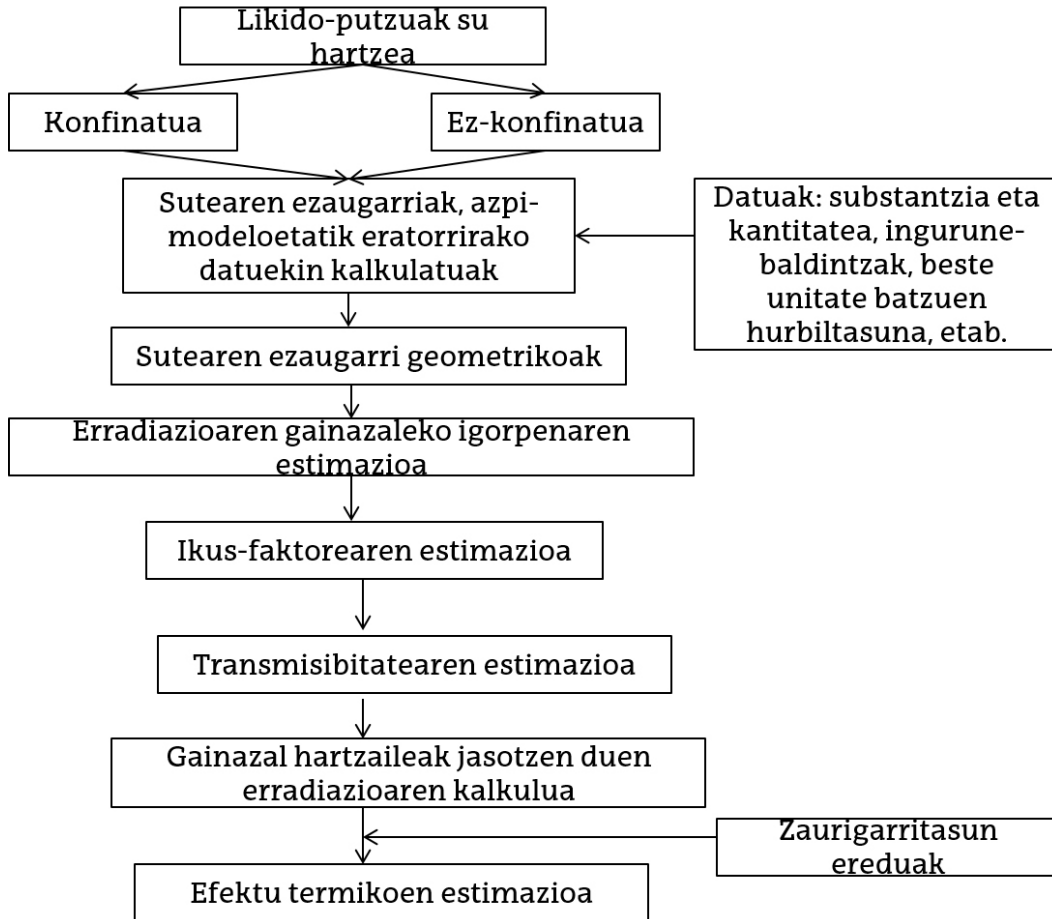 Likido-putzuak su
hartzea
Konfinatua
Ez-konfinatua
Sutearen ezaugarriak, azpi-
modeloetatik eratorrirako
datuekin kalkulatuak
Datuak: substantzia eta
kantitatea, ingurune-
baldintzak, beste
unitate batzuen
hurbiltasuna, etab.
Sutearen ezaugarri geometrikoak
Erradiazioaren gainazaleko igorpenaren
estimazioa
Ikus-faktorearen estimazioa
Transmisibitatearen estimazioa
Gainazal hartzaileak jasotzen duen
erradiazioaren kalkulua
Zaurigarritasun
ereduak
Efektu termikoen estimazioa